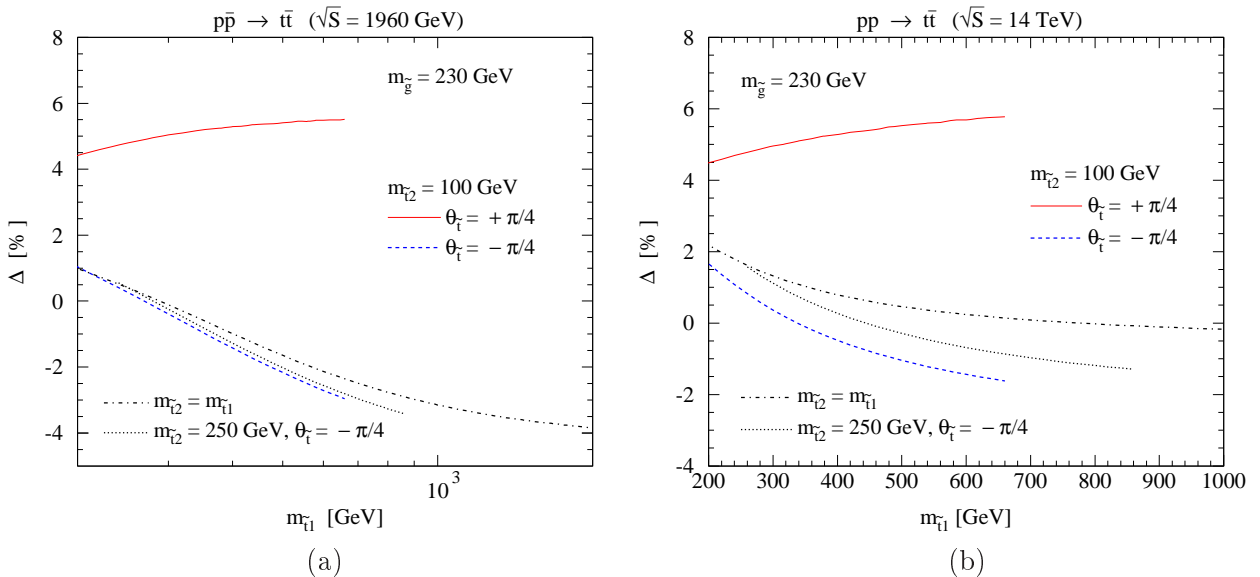 pp̄ → tt̄ (√S = 1960 GeV)
8
6
4
2
0
-2
-4
Δ [%]
m_g̃ = 230 GeV
m_t̃2 = 100 GeV
θ_t̃ = + π/4
θ_t̃ = − π/4
m_t̃2 = m_t̃1
m_t̃2 = 250 GeV, θ_t̃ = − π/4
10³
m_t̃1 [GeV]
(a)
pp → tt̄ (√S = 14 TeV)
8
6
4
2
0
-2
-4
Δ [%]
m_g̃ = 230 GeV
m_t̃2 = 100 GeV
θ_t̃ = + π/4
θ_t̃ = − π/4
m_t̃2 = m_t̃1
m_t̃2 = 250 GeV, θ_t̃ = − π/4
200 300 400 500 600 700 800 900 1000
m_t̃1 [GeV]
(b)